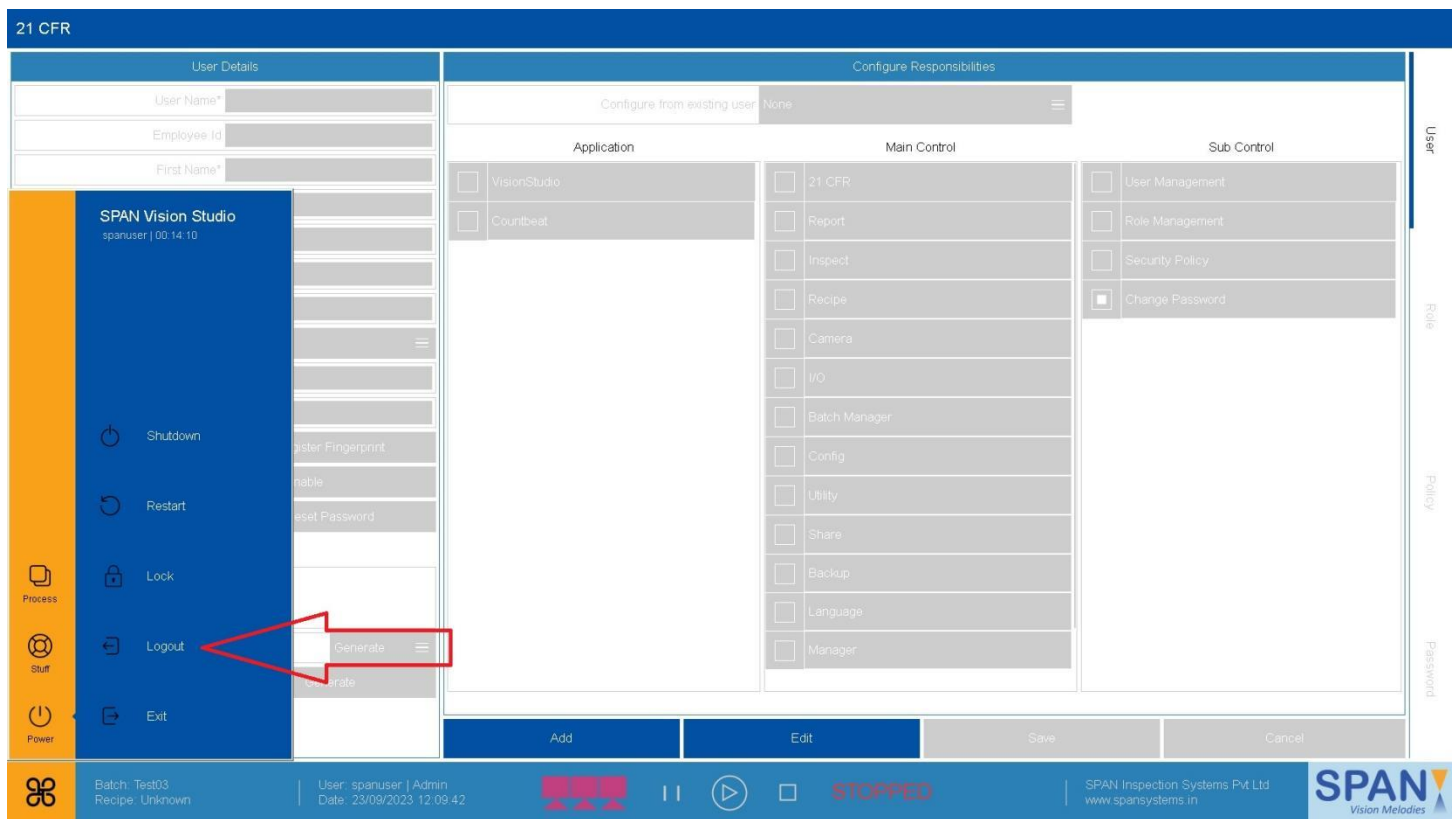 21 CFR
User Details
User Name*
Employee Id
First Name*
SPAN Vision Studio
spanuser | 00:14:10
Shutdown
Restart
Lock
Logout
Exit
Process
Stuff
Power
gister Fingerprint
nable
eset Password
Generate
Generate
Configure Responsibilities
Configure from existing user None
Application
VisionStudio
Countbeat
Main Control
21 CFR
Report
Inspect
Recipe
Camera
I/O
Batch Manager
Config
Utility
Share
Backup
Language
Manager
Sub Control
User Management
Role Management
Security Policy
Change Password
User
Role
Policy
Password
Add
Edit
Save
Cancel
Batch: Test03
Recipe: Unknown
User: spanuser | Admin
Date: 23/09/2023 12:09:42
STOPPED
SPAN Inspection Systems Pvt Ltd
www.spansystems.in
SPAN
Vision Melodies